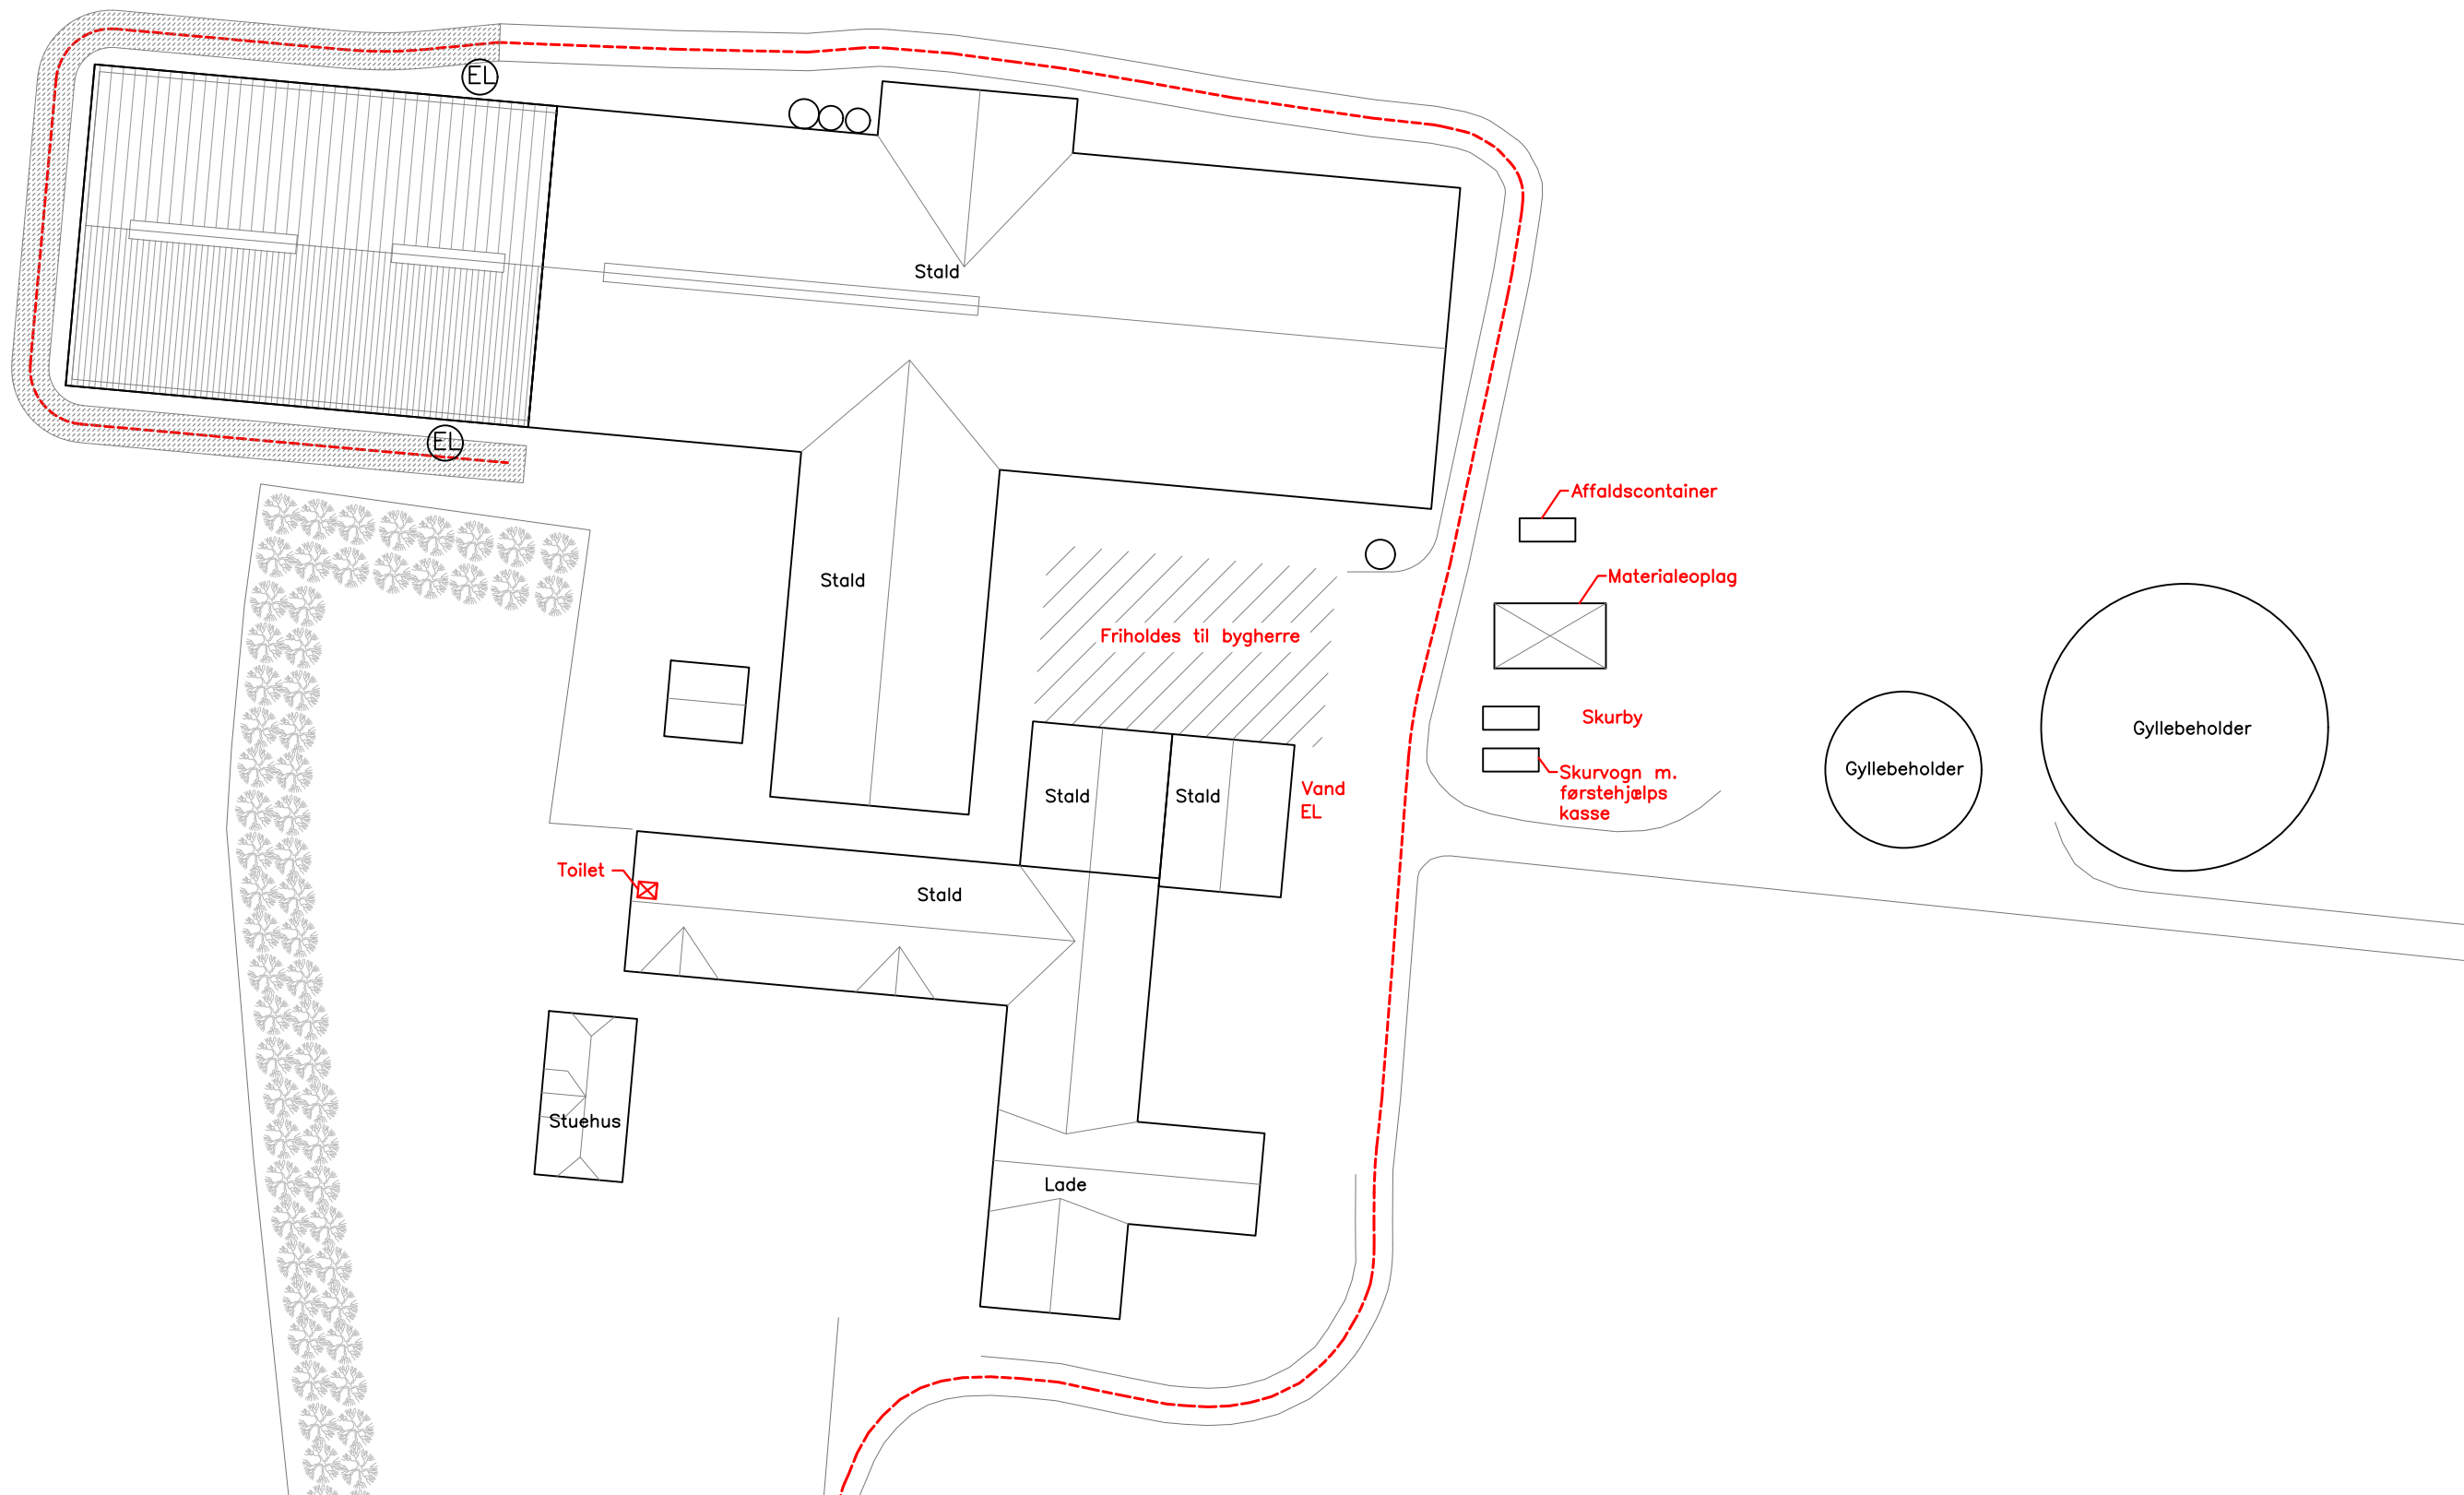 EL
Stald
EL
Affaldscontainer
Materialeoplag
Stald
Friholdes til bygherre
Skurby
Gyllebeholder
Gyllebeholder
Skurvogn m.
førstehjælps
kasse
Stald
Stald
Vand
EL
Toilet
Stald
Stuehus
Lade